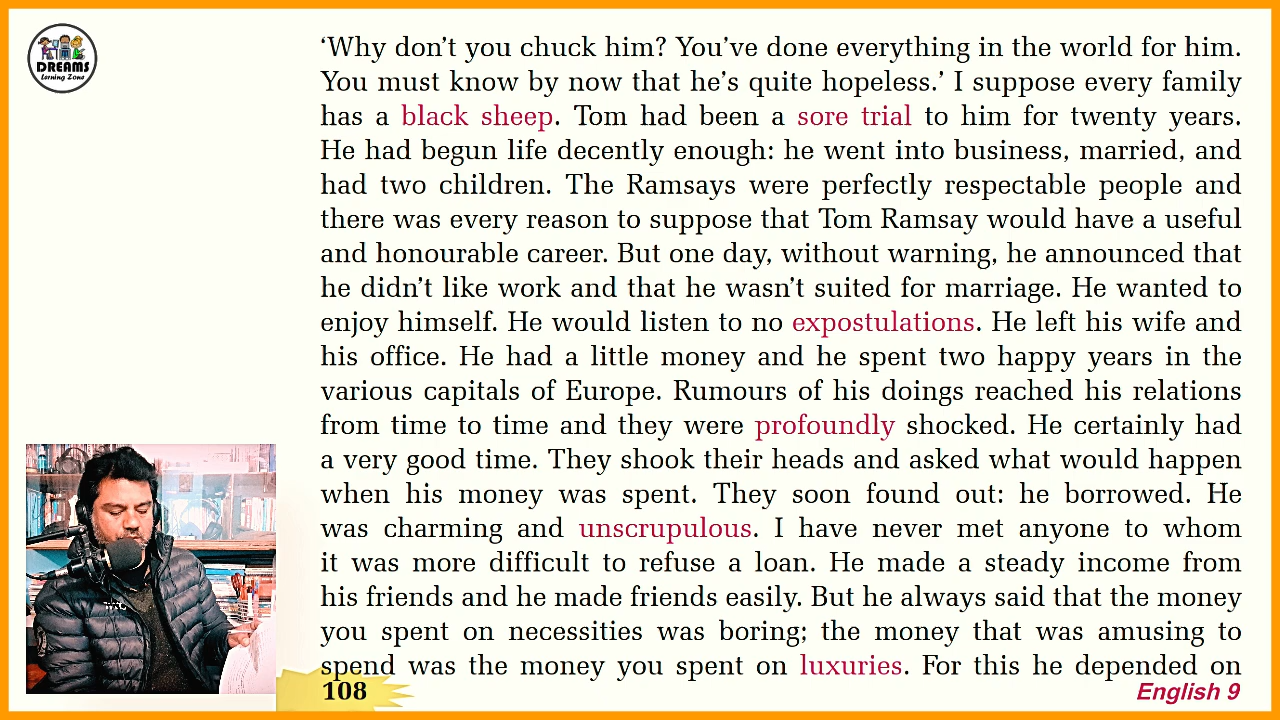 DREAMS
Lerning Zone
‘Why don’t you chuck him? You’ve done everything in the world for him.
You must know by now that he’s quite hopeless.’ I suppose every family
has a black sheep. Tom had been a sore trial to him for twenty years.
He had begun life decently enough: he went into business, married, and
had two children. The Ramsays were perfectly respectable people and
there was every reason to suppose that Tom Ramsay would have a useful
and honourable career. But one day, without warning, he announced that
he didn’t like work and that he wasn’t suited for marriage. He wanted to
enjoy himself. He would listen to no expostulations. He left his wife and
his office. He had a little money and he spent two happy years in the
various capitals of Europe. Rumours of his doings reached his relations
from time to time and they were profoundly shocked. He certainly had
a very good time. They shook their heads and asked what would happen
when his money was spent. They soon found out: he borrowed. He
was charming and unscrupulous. I have never met anyone to whom
it was more difficult to refuse a loan. He made a steady income from
his friends and he made friends easily. But he always said that the money
you spent on necessities was boring; the money that was amusing to
spend was the money you spent on luxuries. For this he depended on
108
English 9